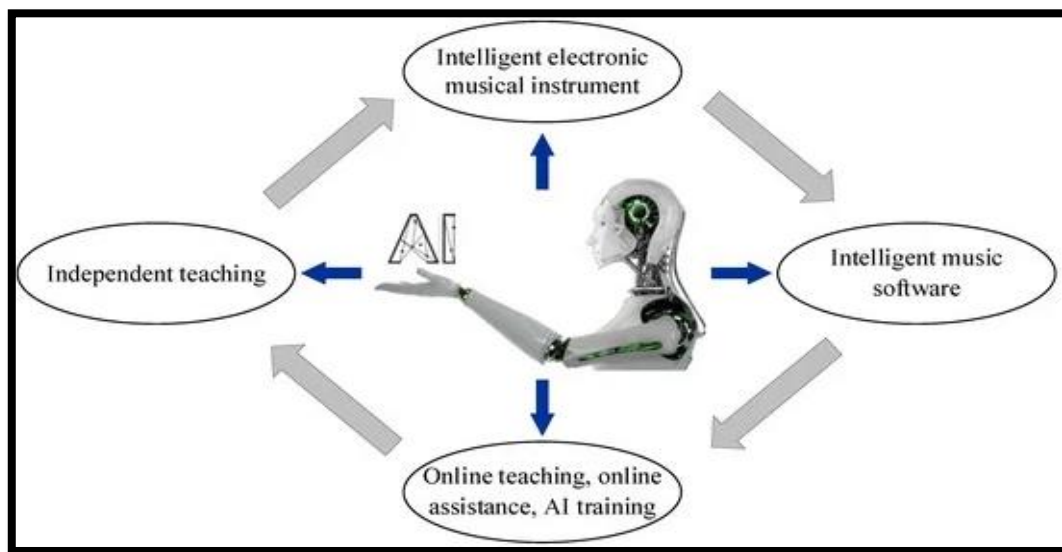 Intelligent electronic
musical instrument
AI
Independent teaching
Intelligent music
software
Online teaching, online
assistance, AI training